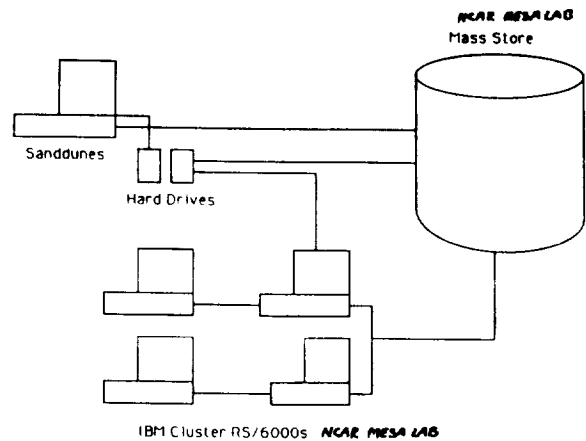 NCAR MESA LAB
Mass Store
Sanddunes
Hard Drives
IBM Cluster RS/6000s NCAR MESA LAB